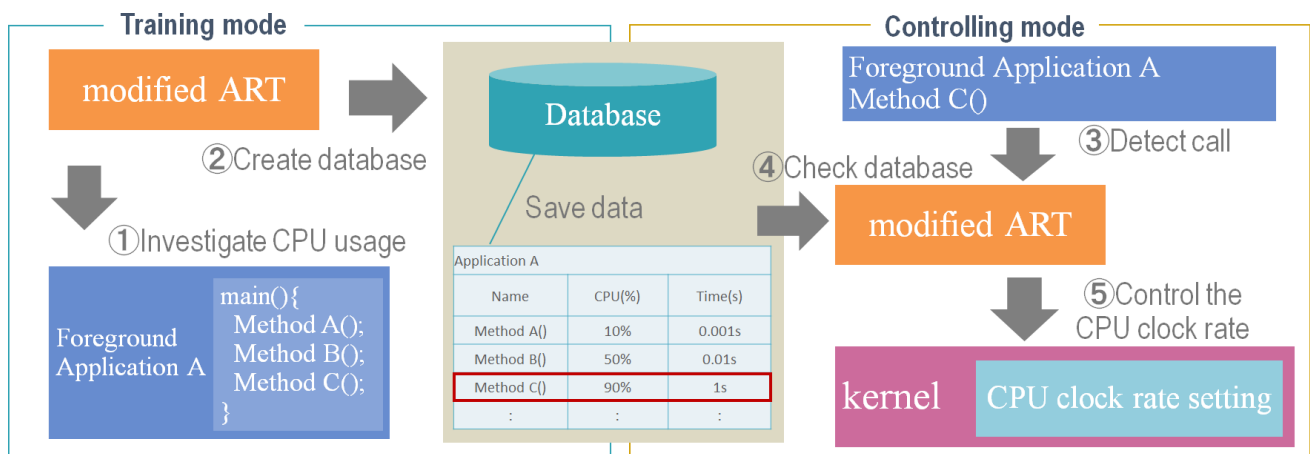 Training mode
modified ART
②Create database
①Investigate CPU usage
Foreground
Application A
main(){
Method A();
Method B();
Method C();
}
Database
Save data
Application A
Name CPU(%) Time(s)
Method A() 10% 0.001s
Method B() 50% 0.01s
Method C() 90% 1s
: : :
Controlling mode
Foreground Application A
Method C()
③Detect call
④Check database
modified ART
⑤Control the
CPU clock rate
kernel
CPU clock rate setting